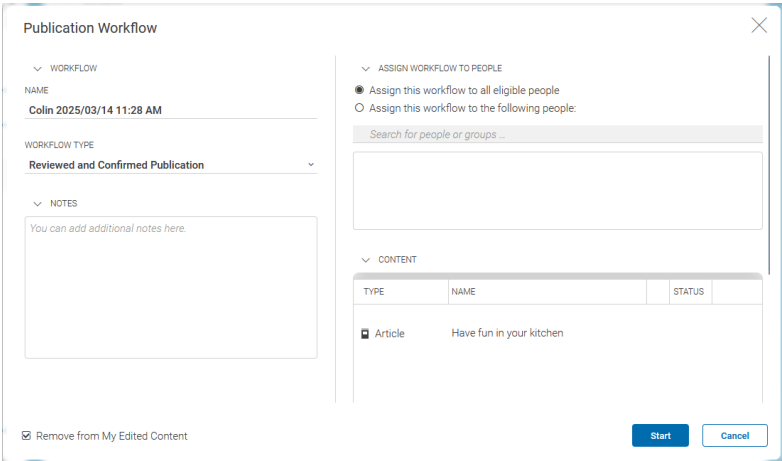 Publication Workflow
WORKFLOW
NAME
Colin 2025/03/14 11:28 AM
WORKFLOW TYPE
Reviewed and Confirmed Publication
NOTES
You can add additional notes here.
ASSIGN WORKFLOW TO PEOPLE
Assign this workflow to all eligible people
Assign this workflow to the following people:
Search for people or groups ...
CONTENT
TYPE NAME STATUS
Article Have fun in your kitchen
Remove from My Edited Content
Start Cancel